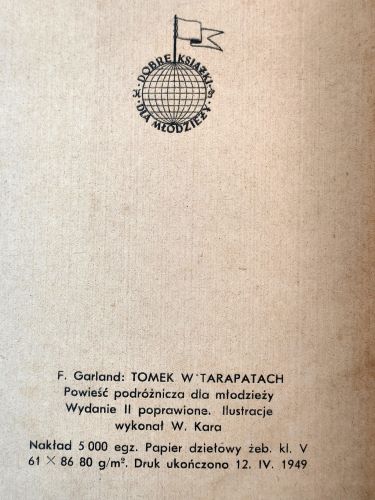 DOBRE KSIĄŻKI
DLA MŁODZIEŻY
F. Garland: TOMEK W TARAPATACH
Powieść podróżnicza dla młodzieży
Wydanie II poprawione. Ilustracje
wykonał W. Kara
Nakład 5 000 egz. Papier dziełowy żeb. kl. V
61 × 86 80 g/m². Druk ukończono 12. IV. 1949